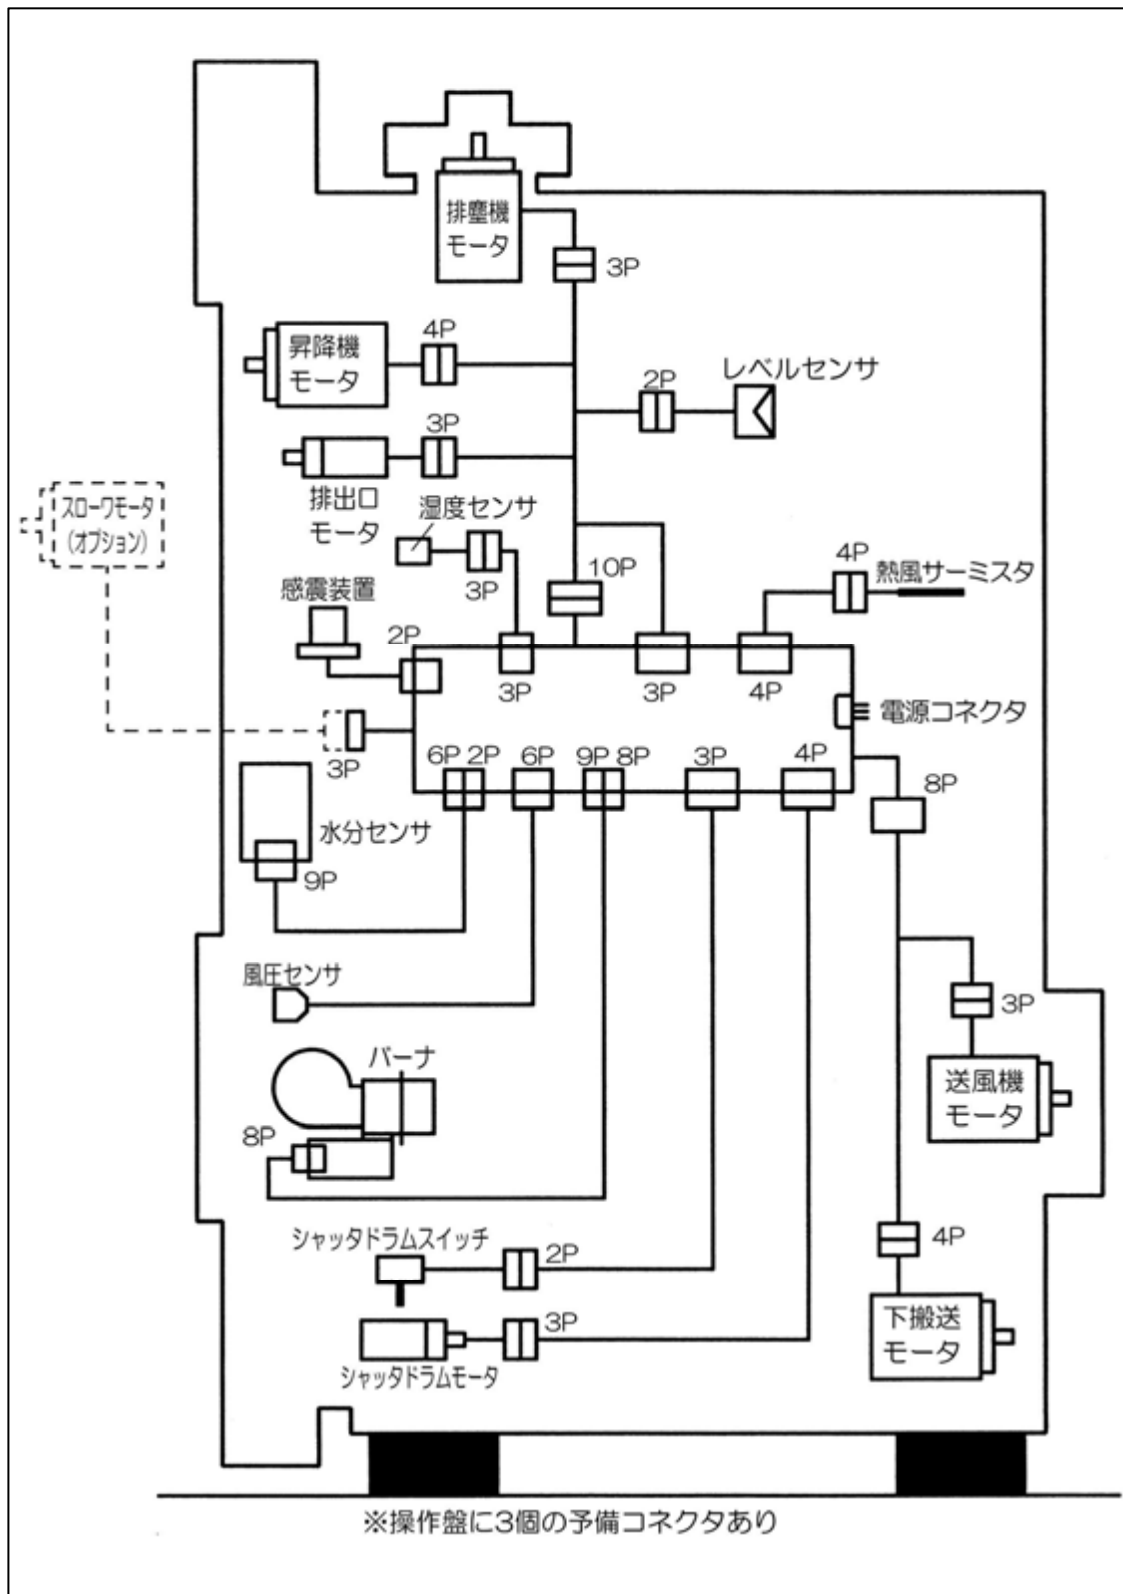 排塵機
モータ
3P
昇降機
モータ
4P
2P
レベルセンサ
3P
排出口
モータ
スローワモータ
(オプション)
湿度センサ
3P
10P
4P
熱風サーミスタ
感震装置
2P
3P
3P
4P
電源コネクタ
3P
6P 2P
6P
9P 8P
3P
4P
8P
水分センサ
9P
風圧センサ
3P
バーナ
送風機
モータ
8P
シャッタドラムスイッチ
2P
4P
3P
下搬送
モータ
シャッタドラムモータ
※操作盤に3個の予備コネクタあり